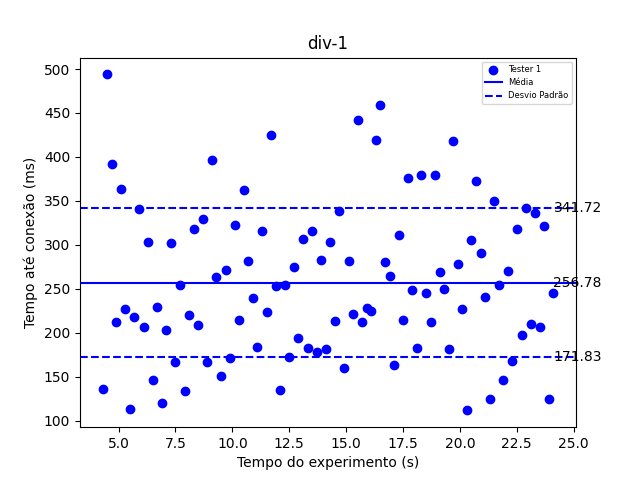 div-1
Tester 1
Média
Desvio Padrão
500
450
400
350
300
250
200
150
100
341.72
256.78
171.83
Tempo até conexão (ms)
5.0 7.5 10.0 12.5 15.0 17.5 20.0 22.5 25.0
Tempo do experimento (s)